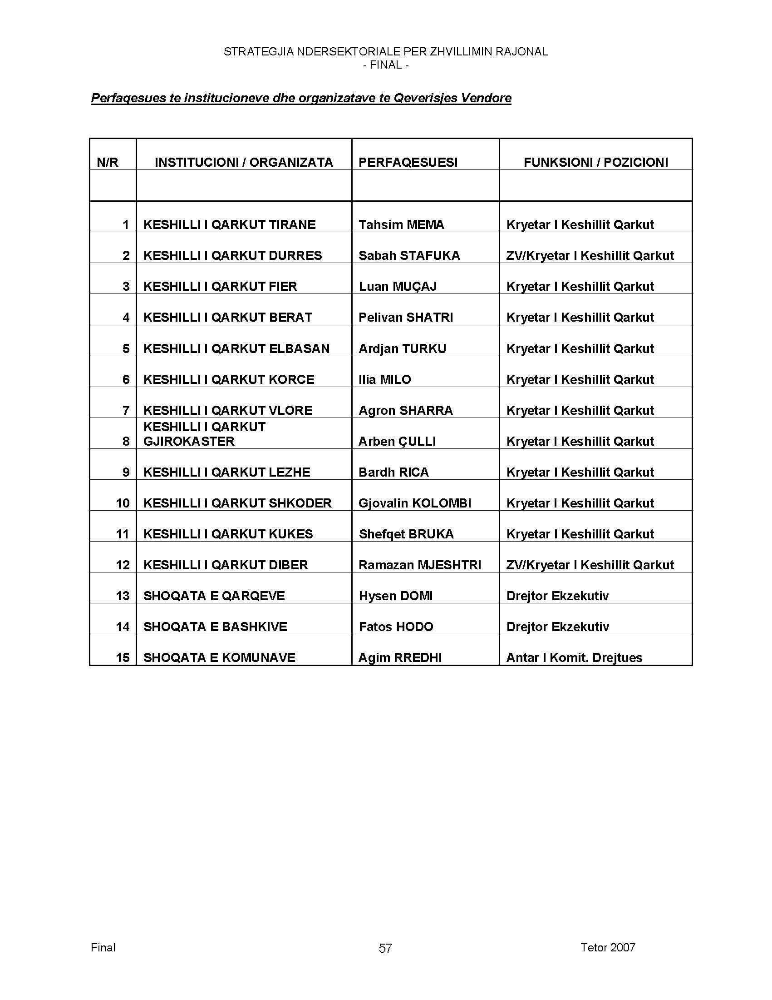 STRATEGJIA NDERSEKTORIALE PER ZHVILLIMIN RAJONAL
- FINAL -
Perfaqesues te institucioneve dhe organizatave te Qeverisjes Vendore
N/R INSTITUCIONI / ORGANIZATA PERFAQESUESI FUNKSIONI / POZICIONI
1 KESHILLI I QARKUT TIRANE Tahsim MEMA Kryetar I Keshillit Qarkut
2 KESHILLI I QARKUT DURRES Sabah STAFUKA ZV/Kryetar I Keshillit Qarkut
3 KESHILLI I QARKUT FIER Luan MUÇAJ Kryetar I Keshillit Qarkut
4 KESHILLI I QARKUT BERAT Pelivan SHATRI Kryetar I Keshillit Qarkut
5 KESHILLI I QARKUT ELBASAN Ardjan TURKU Kryetar I Keshillit Qarkut
6 KESHILLI I QARKUT KORCE Ilia MILO Kryetar I Keshillit Qarkut
7 KESHILLI I QARKUT VLORE Agron SHARRA Kryetar I Keshillit Qarkut
KESHILLI I QARKUT
8 GJIROKASTER Arben ÇULLI Kryetar I Keshillit Qarkut
9 KESHILLI I QARKUT LEZHE Bardh RICA Kryetar I Keshillit Qarkut
10 KESHILLI I QARKUT SHKODER Gjovalin KOLOMBI Kryetar I Keshillit Qarkut
11 KESHILLI I QARKUT KUKES Shefqet BRUKA Kryetar I Keshillit Qarkut
12 KESHILLI I QARKUT DIBER Ramazan MJESHTRI ZV/Kryetar I Keshillit Qarkut
13 SHOQATA E QARQEVE Hysen DOMI Drejtor Ekzekutiv
14 SHOQATA E BASHKIVE Fatos HODO Drejtor Ekzekutiv
15 SHOQATA E KOMUNAVE Agim RREDHI Antar I Komit. Drejtues
Final 57 Tetor 2007